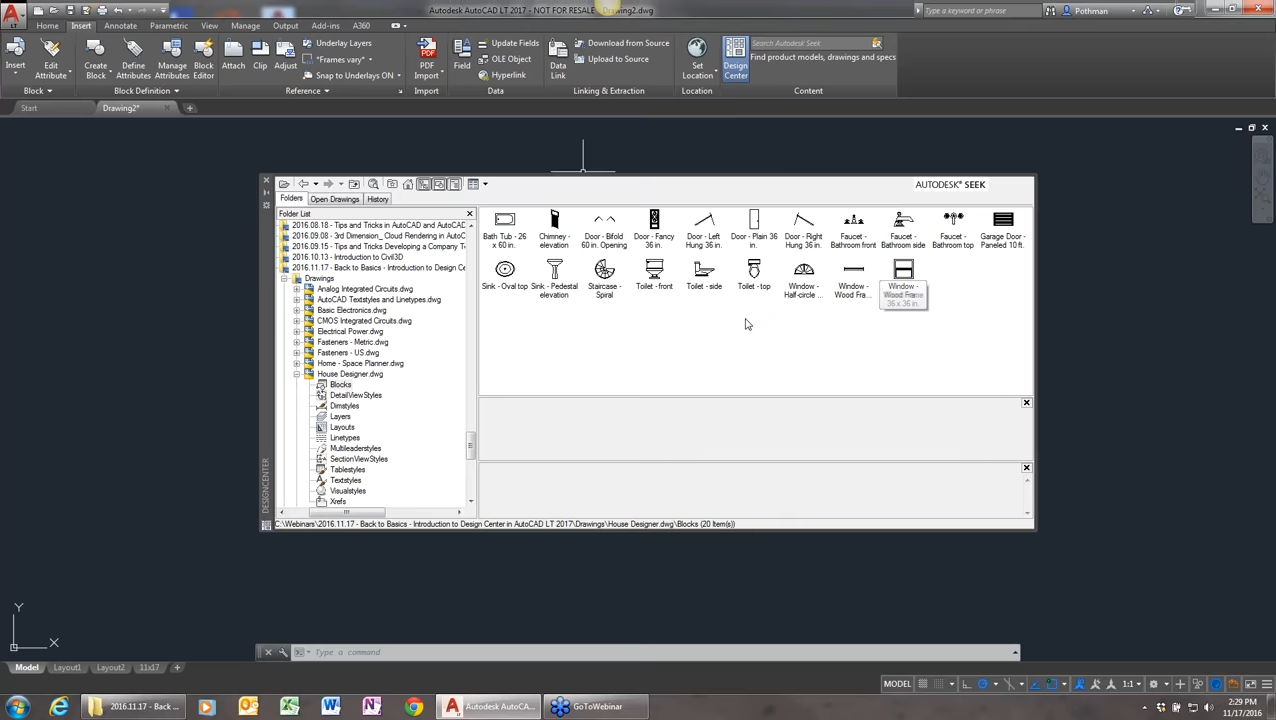 Autodesk AutoCAD LT 2017 - NOT FOR RESALE Drawing2.dwg
Type a keyword or phrase
Pothman
Home Insert Annotate Parametric View Manage Output Add-ins A360
Insert
Edit Attribute
Create Block
Define Attributes
Manage Attributes
Block Editor
Attach
Clip
Adjust
Underlay Layers
*Frames vary*
Snap to Underlays ON
PDF Import
Field
Update Fields
OLE Object
Hyperlink
Data Link
Download from Source
Upload to Source
Set Location
Design Center
Search Autodesk Seek
Find product models, drawings and specs
Block
Block Definition
Reference
Import
Data
Linking & Extraction
Location
Content
Start
Drawing2*
AUTODESK® SEEK
Folders
Open Drawings
History
Folder List
2016.08.18 - Tips and Tricks in AutoCAD and AutoCAD
2016.09.08 - 3rd Dimension_ Cloud Rendering in AutoC
2016.09.15 - Tips and Tricks Developing a Company Te
2016.10.13 - Introduction to Civil3D
2016.11.17 - Back to Basics - Introduction to Design Ce
Drawings
Analog Integrated Circuits.dwg
AutoCAD Textstyles and Linetypes.dwg
Basic Electronics.dwg
CMOS Integrated Circuits.dwg
Electrical Power.dwg
Fasteners - Metric.dwg
Fasteners - US.dwg
Home - Space Planner.dwg
House Designer.dwg
Blocks
DetailViewStyles
Dimstyles
Layers
Layouts
Linetypes
Multileaderstyles
SectionViewStyles
Tablestyles
Textstyles
Visualstyles
Xrefs
Bath Tub - 26 x 60 in.
Chimney - elevation
Door - Bifold 60 in. Opening
Door - Fancy 36 in.
Door - Left Hung 36 in.
Door - Plain 36 in.
Door - Right Hung 36 in.
Faucet - Bathroom front
Faucet - Bathroom side
Faucet - Bathroom top
Garage Door - Paneled 10 ft.
Sink - Oval top
Sink - Pedestal elevation
Staircase - Spiral
Toilet - front
Toilet - side
Toilet - top
Window - Half-circle ...
Window - Wood Fra...
Window - Wood Frame 36 x 36 in.
C:\Webinars\2016.11.17 - Back to Basics - Introduction to Design Center in AutoCAD LT 2017\Drawings\House Designer.dwg\Blocks (20 Item(s))
DESIGNCENTER
Y
X
Type a command
Model
Layout1
Layout2
11x17
MODEL
1:1
2016.11.17 - Back ...
Autodesk AutoCA...
GoToWebinar
2:29 PM
11/17/2016